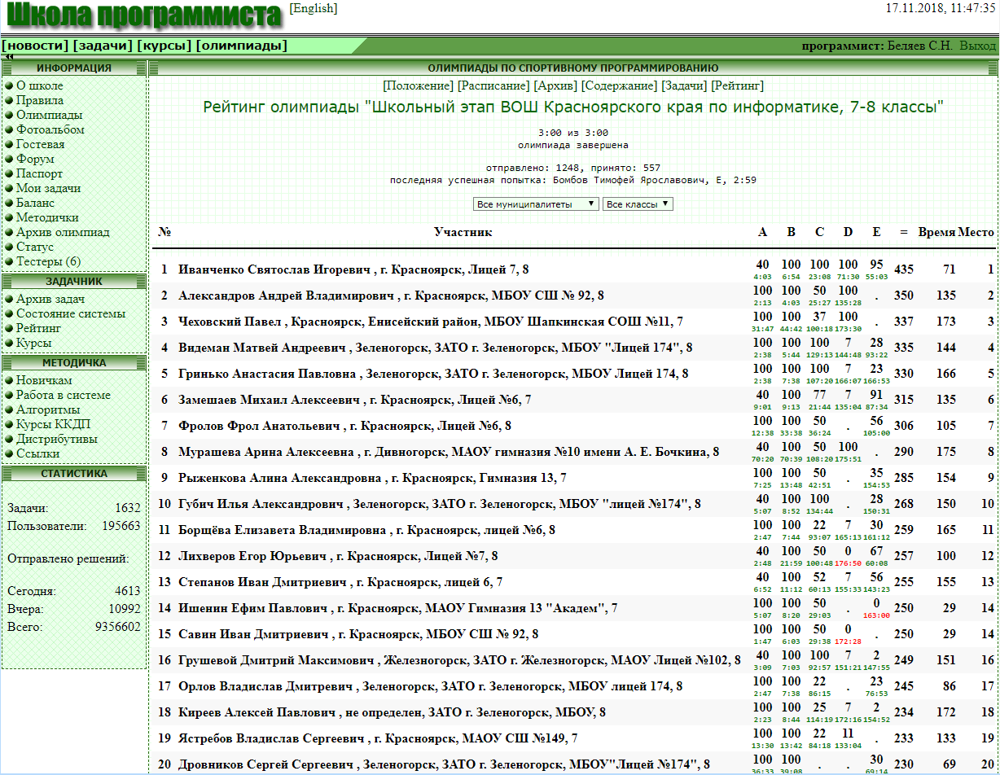 Школа программиста [English] 17.11.2018, 11:47:35
[новости] [задачи] [курсы] [олимпиады] программист: Беляев С.Н. Выход
ИНФОРМАЦИЯ
О школе
Правила
Олимпиады
Фотоальбом
Гостевая
Форум
Паспорт
Мои задачи
Баланс
Методички
Архив олимпиад
Статус
Тестеры (6)
ЗАДАЧНИК
Архив задач
Состояние системы
Рейтинг
Курсы
МЕТОДИЧКА
Новичкам
Работа в системе
Алгоритмы
Курсы ККДП
Дистрибутивы
Ссылки
СТАТИСТИКА
Задачи: 1632
Пользователи: 195663
Отправлено решений:
Сегодня: 4613
Вчера: 10992
Всего: 9356602
ОЛИМПИАДЫ ПО СПОРТИВНОМУ ПРОГРАММИРОВАНИЮ
[Положение] [Расписание] [Архив] [Содержание] [Задачи] [Рейтинг]
Рейтинг олимпиады "Школьный этап ВОШ Красноярского края по информатике, 7-8 классы"
3:00 из 3:00
олимпиада завершена
отправлено: 1248, принято: 557
последняя успешная попытка: Бомбов Тимофей Ярославович, E, 2:59
Все муниципалитеты Все классы
№ Участник A B C D E = Время Место
1 Иванченко Святослав Игоревич , г. Красноярск, Лицей 7, 8 40 100 100 100 95 435 71 1
4:03 6:54 23:08 71:30 55:03
2 Александров Андрей Владимирович , г. Красноярск, МБОУ СШ № 92, 8 100 100 50 100 . 350 135 2
2:13 4:03 25:27 135:28
3 Чеховский Павел , Красноярск, Енисейский район, МБОУ Шапкинская СОШ №11, 7 100 100 37 100 . 337 173 3
31:47 44:42 100:18 173:30
4 Видеман Матвей Андреевич , Зеленогорск, ЗАТО г. Зеленогорск, МБОУ "Лицей 174", 8 100 100 100 7 28 335 144 4
2:38 5:44 129:13 144:48 93:22
5 Гринько Анастасия Павловна , Зеленогорск, ЗАТО г. Зеленогорск, МБОУ Лицей 174, 8 100 100 100 7 23 330 166 5
2:38 7:38 107:20 166:07 166:53
6 Замешаев Михаил Алексеевич , г. Красноярск, Лицей №6, 7 40 100 77 7 91 315 135 6
9:01 9:13 21:44 135:04 87:34
7 Фролов Фрол Анатольевич , г. Красноярск, Лицей №6, 8 100 100 50 . 56 306 105 7
12:38 33:38 36:24 105:00
8 Мурашева Арина Алексеевна , г. Дивногорск, МАОУ гимназия №10 имени А. Е. Бочкина, 8 40 100 50 100 . 290 175 8
70:20 70:39 108:20 175:51
9 Рыженкова Алина Александровна , г. Красноярск, Гимназия 13, 7 100 100 50 . 35 285 154 9
7:25 13:48 42:51 154:53
10 Губич Илья Александрович , Зеленогорск, ЗАТО г. Зеленогорск, МБОУ "лицей №174", 8 40 100 100 . 28 268 150 10
5:07 8:52 134:44 150:31
11 Борщёва Елизавета Владимировна , г. Красноярск, лицей №6, 8 100 100 22 7 30 259 165 11
2:47 7:44 93:07 165:13 161:12
12 Лихверов Егор Юрьевич , г. Красноярск, Лицей №7, 8 40 100 50 0 67 257 100 12
2:48 21:59 100:48 176:50 60:08
13 Степанов Иван Дмитриевич , г. Красноярск, лицей 6, 7 40 100 52 7 56 255 155 13
6:52 11:12 60:13 155:33 143:23
14 Ишенин Ефим Павлович , г. Красноярск, МАОУ Гимназия 13 "Академ", 7 100 100 50 . 0 250 29 14
5:07 8:20 29:03 163:00
15 Савин Иван Дмитриевич , г. Красноярск, МБОУ СШ № 92, 8 100 100 50 0 . 250 29 14
1:47 6:03 29:38 172:28
16 Грушевой Дмитрий Максимович , Железногорск, ЗАТО г. Железногорск, МАОУ Лицей №102, 8 40 100 100 7 2 249 151 16
3:09 7:03 92:57 151:21 147:55
17 Орлов Владислав Дмитревич , Зеленогорск, ЗАТО г. Зеленогорск, МБОУ лицей 174, 8 100 100 22 . 23 245 86 17
2:47 7:38 86:15 76:53
18 Киреев Алексей Павлович , не определен, ЗАТО г. Зеленогорск, МБОУ, 8 100 100 25 7 2 234 172 18
2:23 8:44 114:19 172:16 154:52
19 Ястребов Владислав Сергеевич , г. Красноярск, МАОУ СШ №149, 7 100 100 22 11 . 233 133 19
13:30 13:42 84:18 133:04
20 Дровников Сергей Сергеевич , Зеленогорск, ЗАТО г. Зеленогорск, МБОУ"Лицей №174", 8 100 100 . . 30 230 69 20
36:33 39:08 69:14